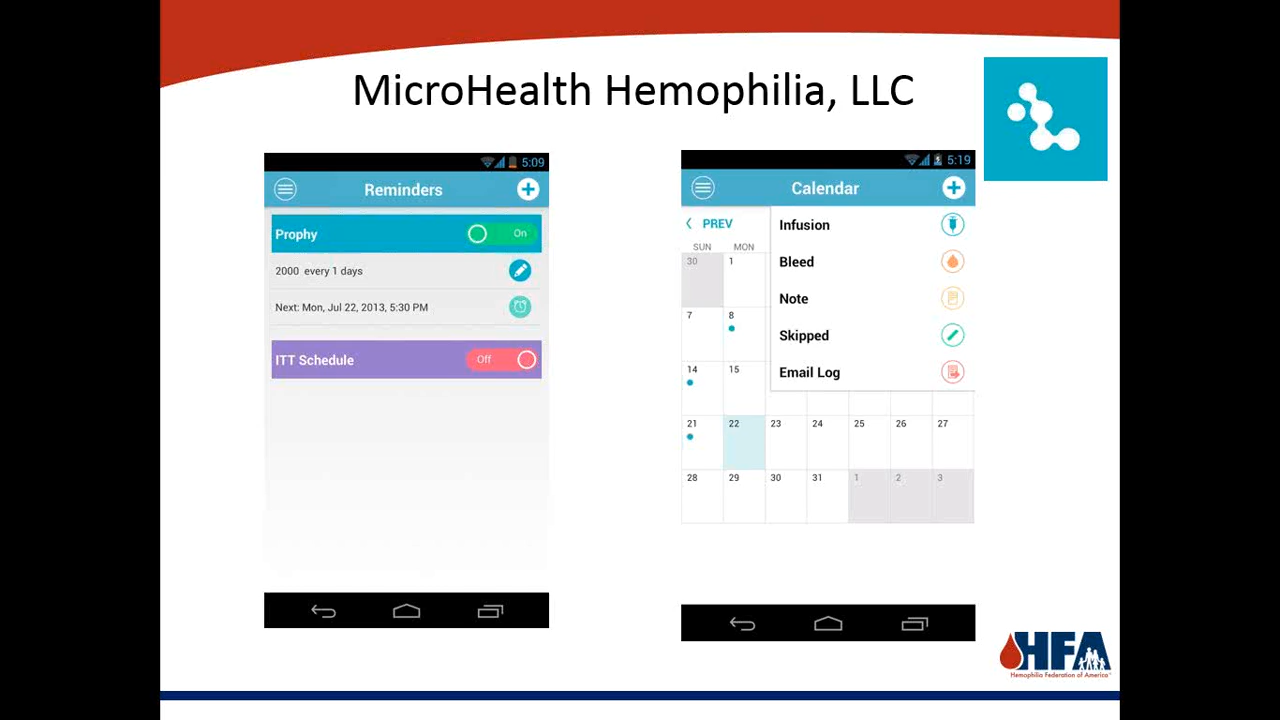 MicroHealth Hemophilia, LLC
5:09
Reminders
Prophy
On
2000 every 1 days
Next: Mon, Jul 22, 2013, 5:30 PM
ITT Schedule
Off
5:19
Calendar
PREV
SUN MON
30 1
7 8
14 15
21 22 23 24 25 26 27
28 29 30 31 1 2 3
Infusion
Bleed
Note
Skipped
Email Log
HFA
Hemophilia Federation of America